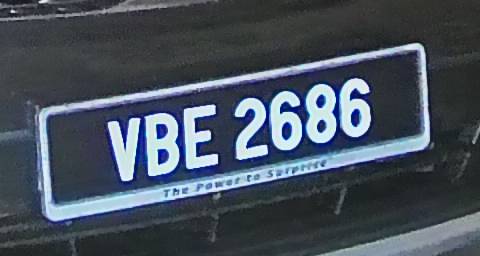 VBE 2686
The Power to Surprise